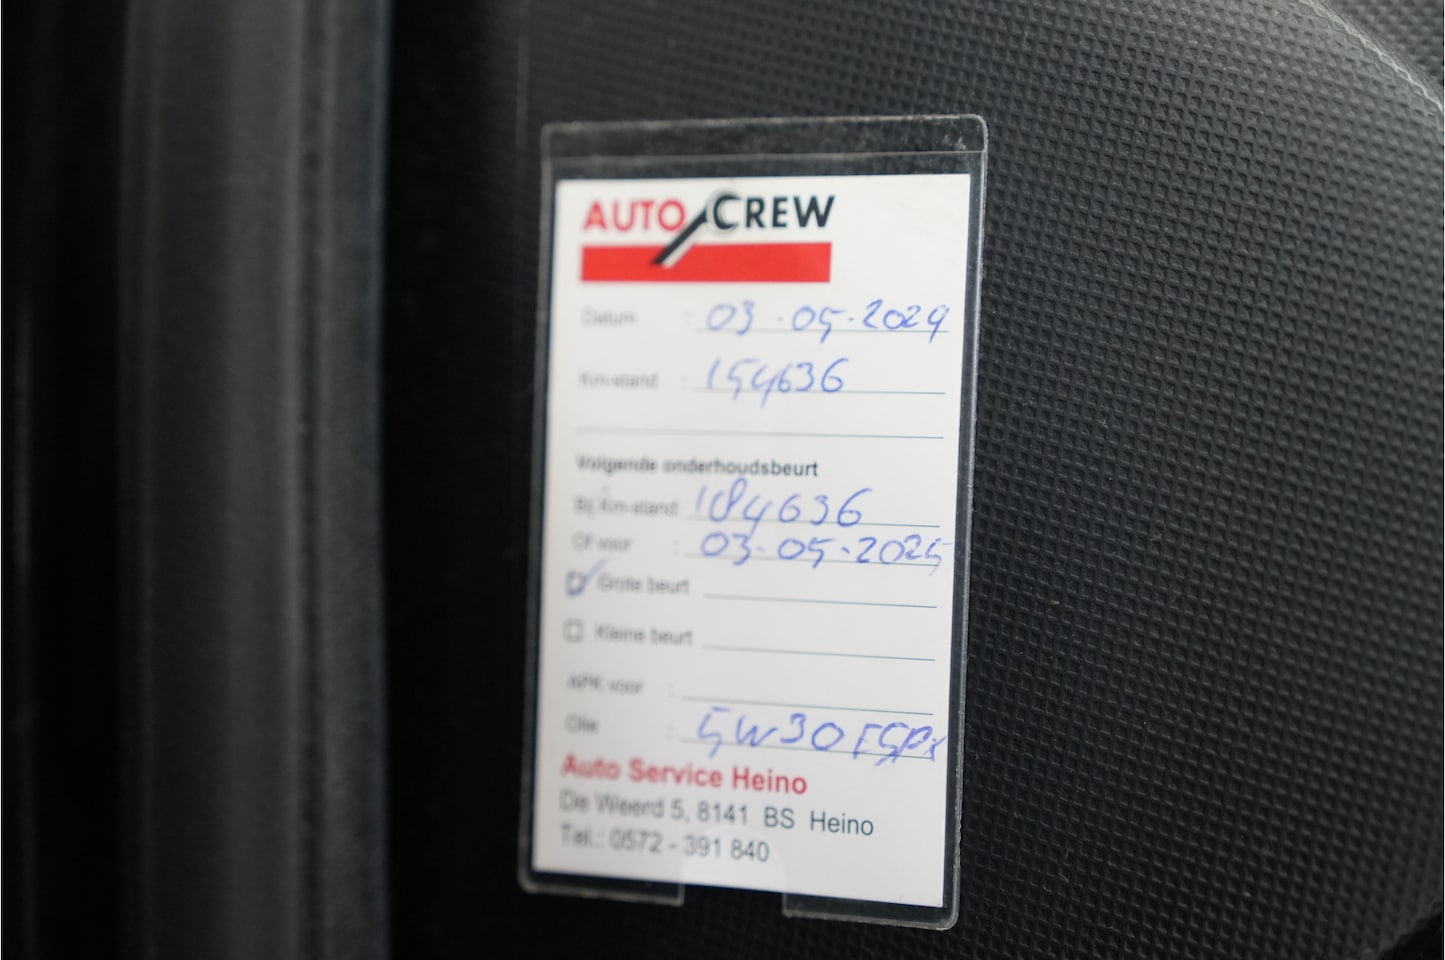 AUTO CREW
Datum : 03-05-2024
Km-stand : 154636
Volgende onderhoudsbeurt
Bij Km-stand 184636
Of voor : 03-05-2025
Grote beurt
Kleine beurt
APK voor :
Olie : 5W30
Auto Service Heino
De Weerd 5, 8141 BS Heino
Tel.: 0572 - 391 840